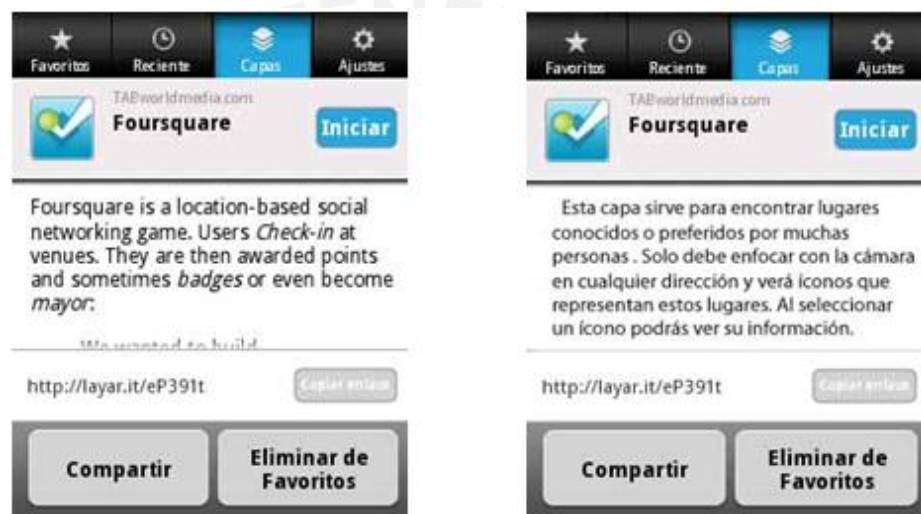 Favoritos Reciente Capas Ajustes
TABworldmedia.com
Foursquare
Iniciar
Foursquare is a location-based social
networking game. Users Check-in at
venues. They are then awarded points
and sometimes badges or even become
mayor.
We wanted to build
http://layar.it/eP391t
Copiar enlace
Compartir
Eliminar de
Favoritos
Favoritos Reciente Capas Ajustes
TABworldmedia.com
Foursquare
Iniciar
Esta capa sirve para encontrar lugares
conocidos o preferidos por muchas
personas . Solo debe enfocar con la cámara
en cualquier dirección y verá íconos que
representan estos lugares. Al seleccionar
un ícono podrás ver su información.
http://layar.it/eP391t
Copiar enlace
Compartir
Eliminar de
Favoritos